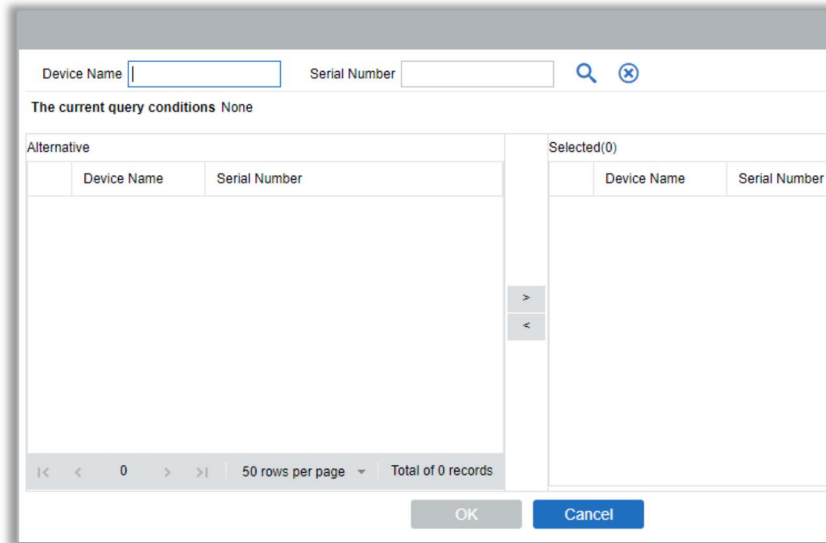 Device Name Serial Number
The current query conditions None
Alternative Selected(0)
Device Name Serial Number Device Name Serial Number
>
<
|< < 0 > >| 50 rows per page Total of 0 records
OK Cancel